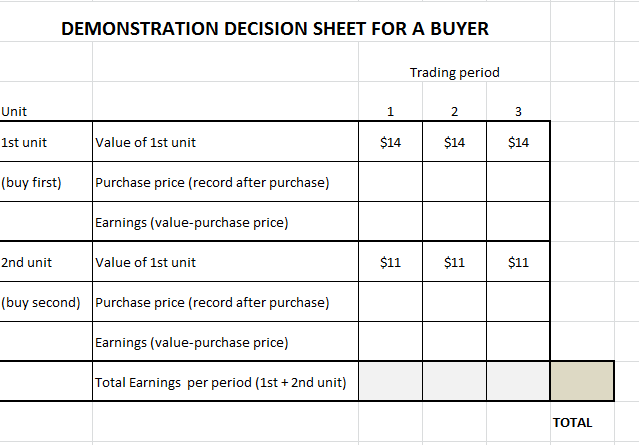 DEMONSTRATION DECISION SHEET FOR A BUYER
Trading period
Unit 1 2 3
1st unit Value of 1st unit $14 $14 $14
(buy first) Purchase price (record after purchase)
Earnings (value-purchase price)
2nd unit Value of 1st unit $11 $11 $11
(buy second) Purchase price (record after purchase)
Earnings (value-purchase price)
Total Earnings per period (1st + 2nd unit)
TOTAL